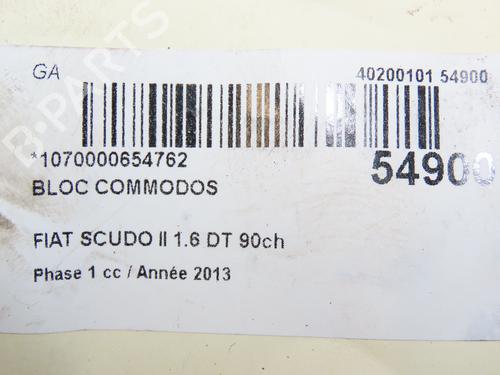 GA
40200101 54900
*1070000654762
54900
BLOC COMMODOS
FIAT SCUDO II 1.6 DT 90ch
Phase 1 cc / Année 2013
B-PARTS